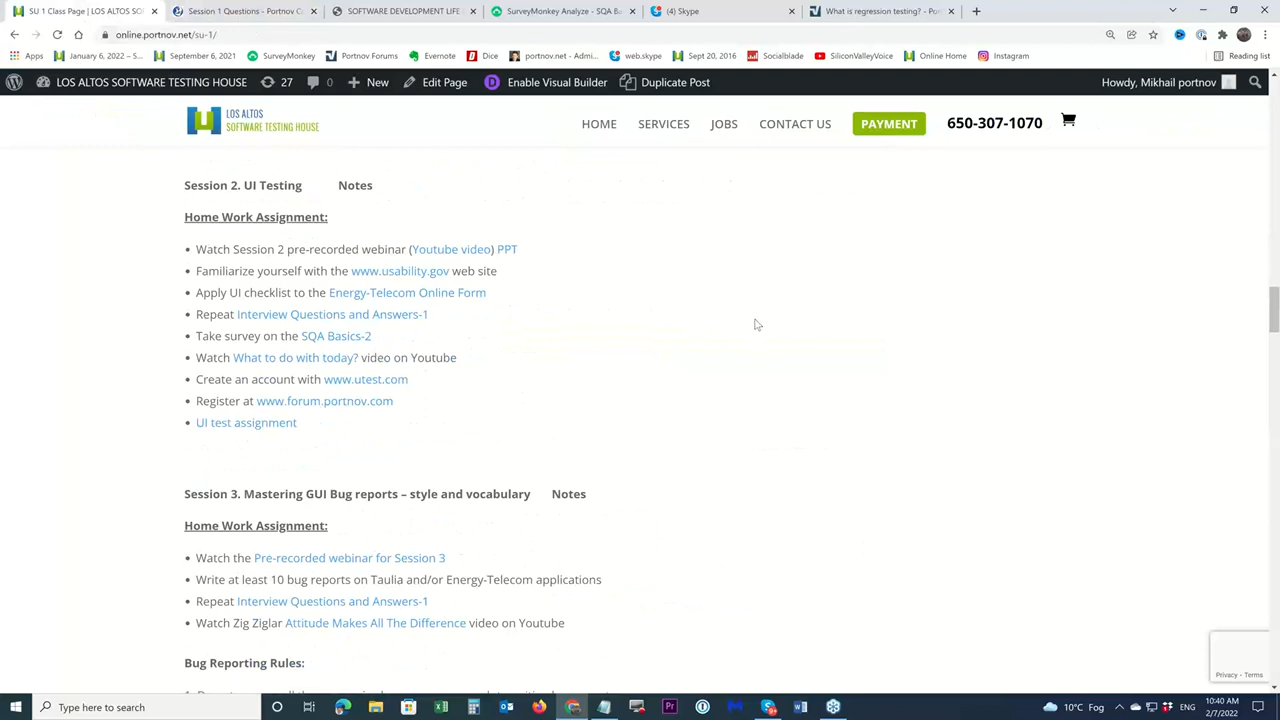 SU 1 Class Page | LOS ALTOS SO
Session 1 Questions - Portnov C
SOFTWARE DEVELOPMENT LIFE
SurveyMonkey Analyze - SQA B
(4) Skype
What is regression testing? - Por
online.portnov.net/su-1/
Apps
January 6, 2022 – S...
September 6, 2021
SurveyMonkey
Portnov Forums
Evernote
Dice
portnov.net - Admi...
web.skype
Sept 20, 2016
Socialblade
SiliconValleyVoice
Online Home
Instagram
Reading list
LOS ALTOS SOFTWARE TESTING HOUSE
27
0
New
Edit Page
Enable Visual Builder
Duplicate Post
Howdy, Mikhail portnov
LOS ALTOS
SOFTWARE TESTING HOUSE
HOME
SERVICES
JOBS
CONTACT US
PAYMENT
650-307-1070
Session 2. UI Testing Notes
Home Work Assignment:
• Watch Session 2 pre-recorded webinar (Youtube video) PPT
• Familiarize yourself with the www.usability.gov web site
• Apply UI checklist to the Energy-Telecom Online Form
• Repeat Interview Questions and Answers-1
• Take survey on the SQA Basics-2
• Watch What to do with today? video on Youtube
• Create an account with www.utest.com
• Register at www.forum.portnov.com
• UI test assignment
Session 3. Mastering GUI Bug reports – style and vocabulary Notes
Home Work Assignment:
• Watch the Pre-recorded webinar for Session 3
• Write at least 10 bug reports on Taulia and/or Energy-Telecom applications
• Repeat Interview Questions and Answers-1
• Watch Zig Ziglar Attitude Makes All The Difference video on Youtube
Bug Reporting Rules:
Privacy - Terms
Type here to search
10°C Fog
ENG
10:40 AM
2/7/2022